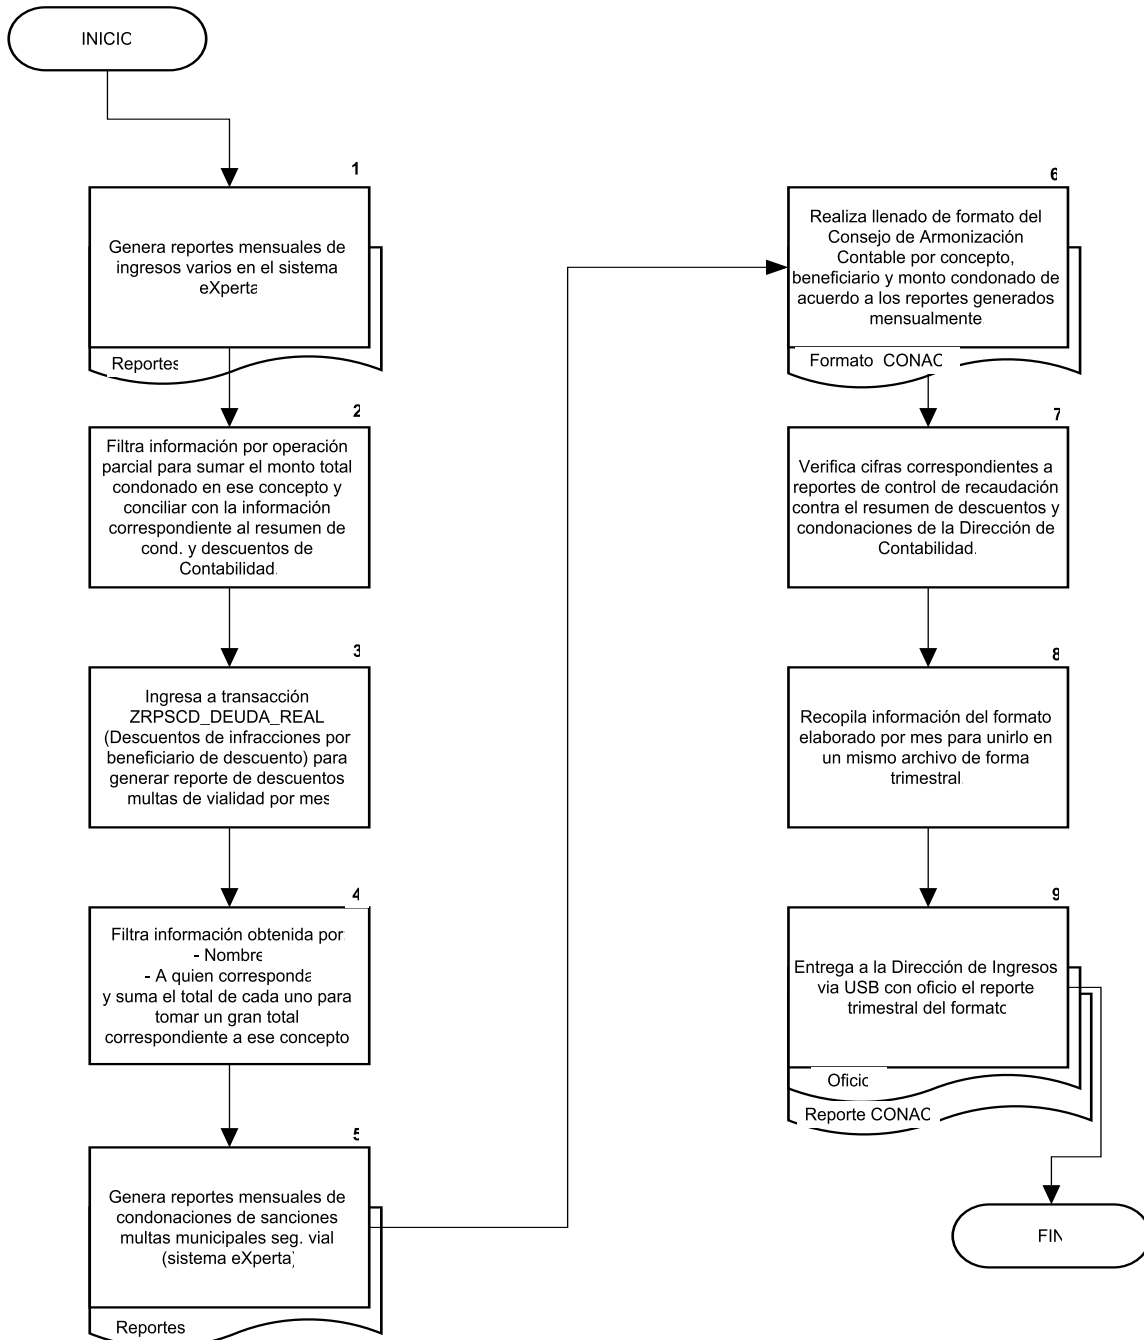 INICIO
1
Genera reportes mensuales de
ingresos varios en el sistema
eXperta
Reportes
2
Filtra información por operación
parcial para sumar el monto total
condonado en ese concepto y
conciliar con la información
correspondiente al resumen de
cond. y descuentos de
Contabilidad.
3
Ingresa a transacción
ZRPSCD_DEUDA_REAL
(Descuentos de infracciones por
beneficiario de descuento) para
generar reporte de descuentos
multas de vialidad por mes
4
Filtra información obtenida por:
- Nombre
- A quien corresponda
y suma el total de cada uno para
tomar un gran total
correspondiente a ese concepto
5
Genera reportes mensuales de
condonaciones de sanciones
multas municipales seg. vial
(sistema eXperta)
Reportes
6
Realiza llenado de formato del
Consejo de Armonización
Contable por concepto,
beneficiario y monto condonado de
acuerdo a los reportes generados
mensualmente
Formato CONAC
7
Verifica cifras correspondientes a
reportes de control de recaudación
contra el resumen de descuentos y
condonaciones de la Dirección de
Contabilidad.
8
Recopila información del formato
elaborado por mes para unirlo en
un mismo archivo de forma
trimestral
9
Entrega a la Dirección de Ingresos
via USB con oficio el reporte
trimestral del formato
Oficio
Reporte CONAC
FIN